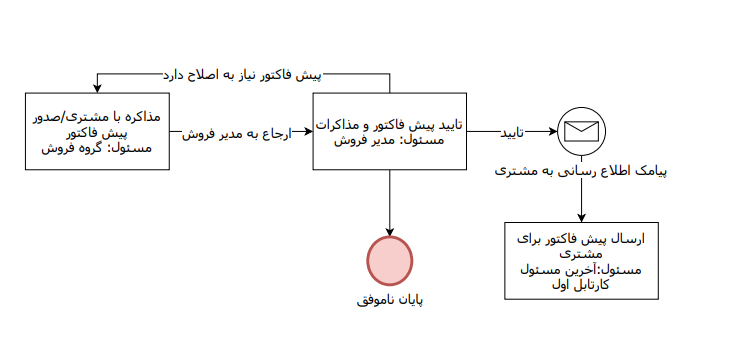 پیش فاکتور نیاز به اصلاح دارد
مذاکره با مشتری/صدور
پیش فاکتور
مسئول: گروه فروش
ارجاع به مدیر فروش
تایید پیش فاکتور و مذاکرات
مسئول: مدیر فروش
تایید
پیامک اطلاع رسانی به مشتری
ارسال پیش فاکتور برای
مشتری
مسئول:آخرین مسئول
کارتابل اول
پایان ناموفق